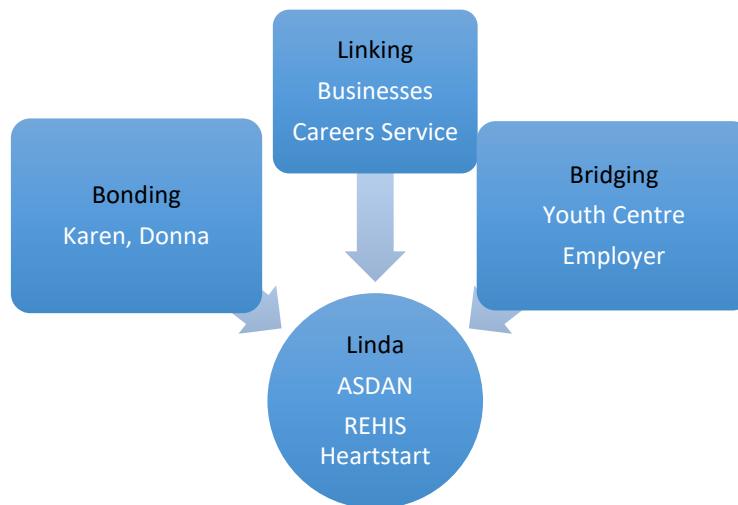 Linking
Businesses
Careers Service
Bonding
Karen, Donna
Bridging
Youth Centre
Employer
Linda
ASDAN
REHIS
Heartstart